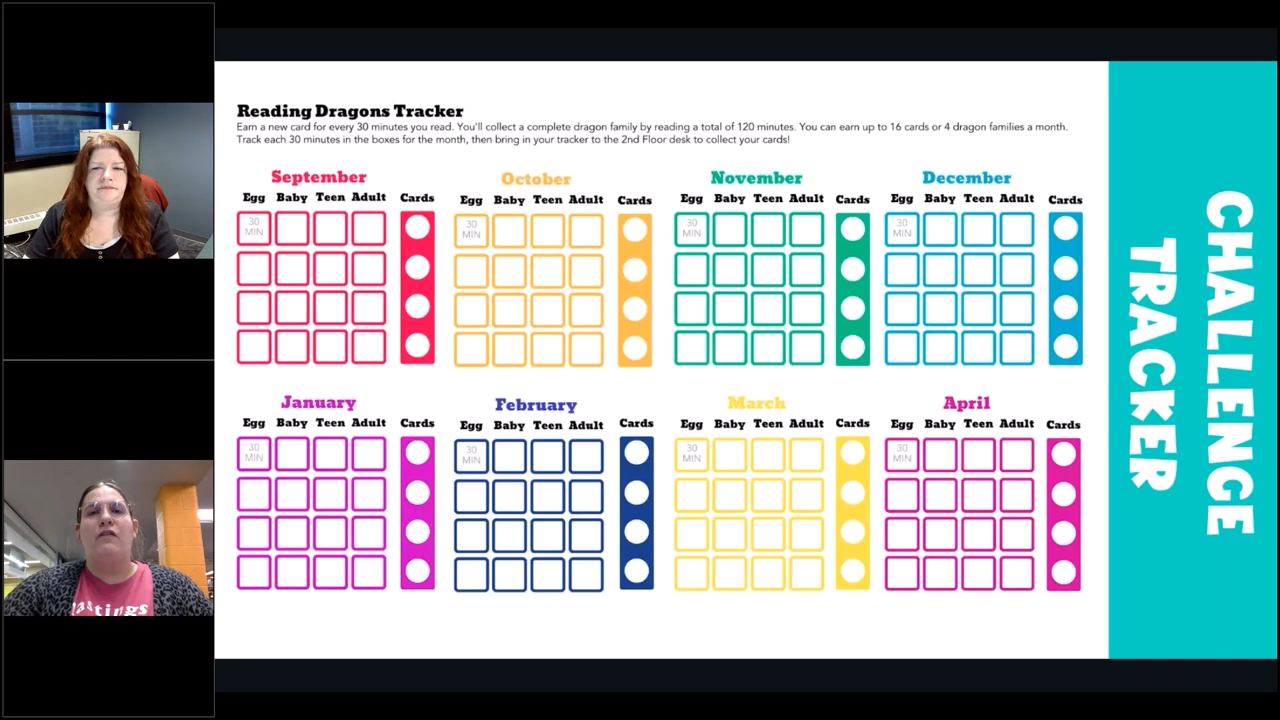 Reading Dragons Tracker
Earn a new card for every 30 minutes you read. You'll collect a complete dragon family by reading a total of 120 minutes. You can earn up to 16 cards or 4 dragon families a month.
Track each 30 minutes in the boxes for the month, then bring in your tracker to the 2nd Floor desk to collect your cards!
September
Egg Baby Teen Adult Cards
30
MIN
October
Egg Baby Teen Adult Cards
30
MIN
November
Egg Baby Teen Adult Cards
30
MIN
December
Egg Baby Teen Adult Cards
30
MIN
January
Egg Baby Teen Adult Cards
30
MIN
February
Egg Baby Teen Adult Cards
30
MIN
March
Egg Baby Teen Adult Cards
30
MIN
April
Egg Baby Teen Adult Cards
30
MIN
CHALLENGE
TRACKER